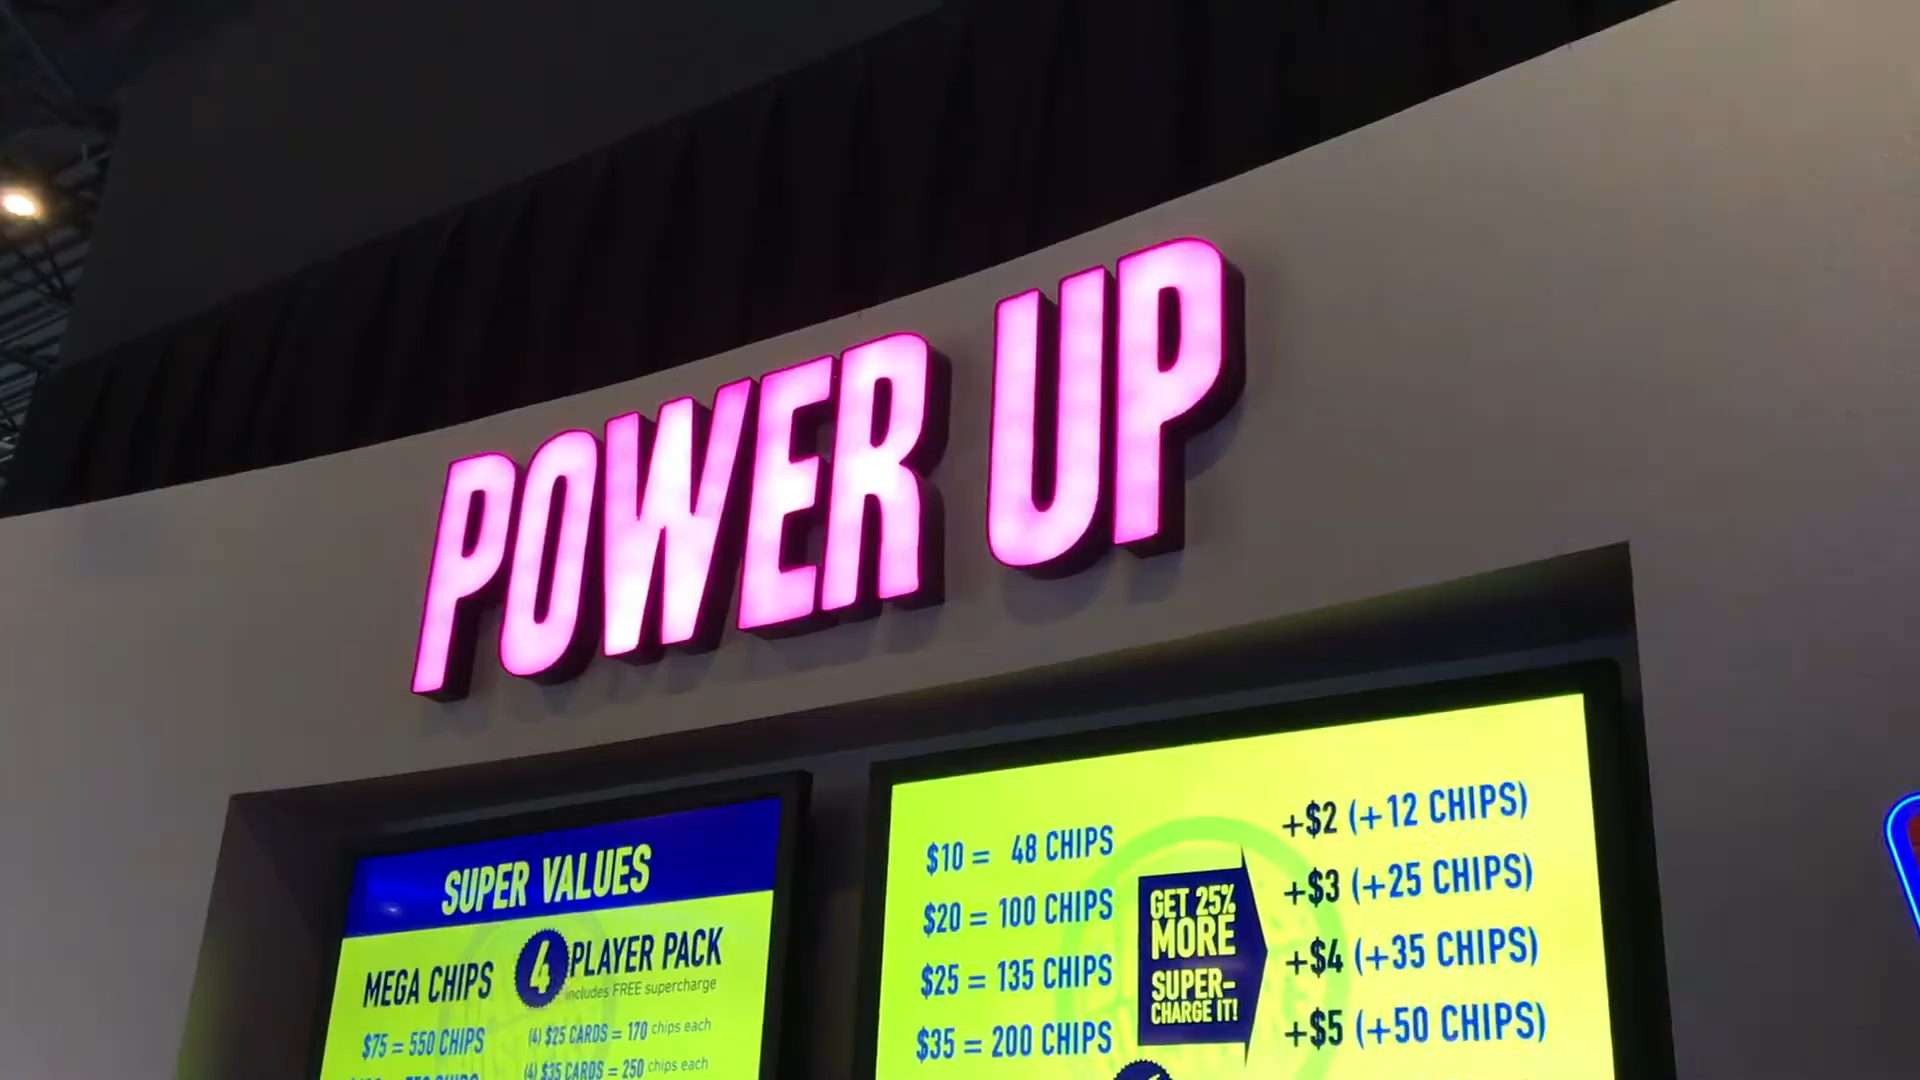 POWER UP
SUPER VALUES
MEGA CHIPS
$75 = 550 CHIPS
4 PLAYER PACK
includes FREE supercharge
(4) $25 CARDS = 170 chips each
(4) $35 CARDS = 250 chips each
$10 = 48 CHIPS
$20 = 100 CHIPS
$25 = 135 CHIPS
$35 = 200 CHIPS
GET 25%
MORE
SUPER-
CHARGE IT!
+$2 (+12 CHIPS)
+$3 (+25 CHIPS)
+$4 (+35 CHIPS)
+$5 (+50 CHIPS)